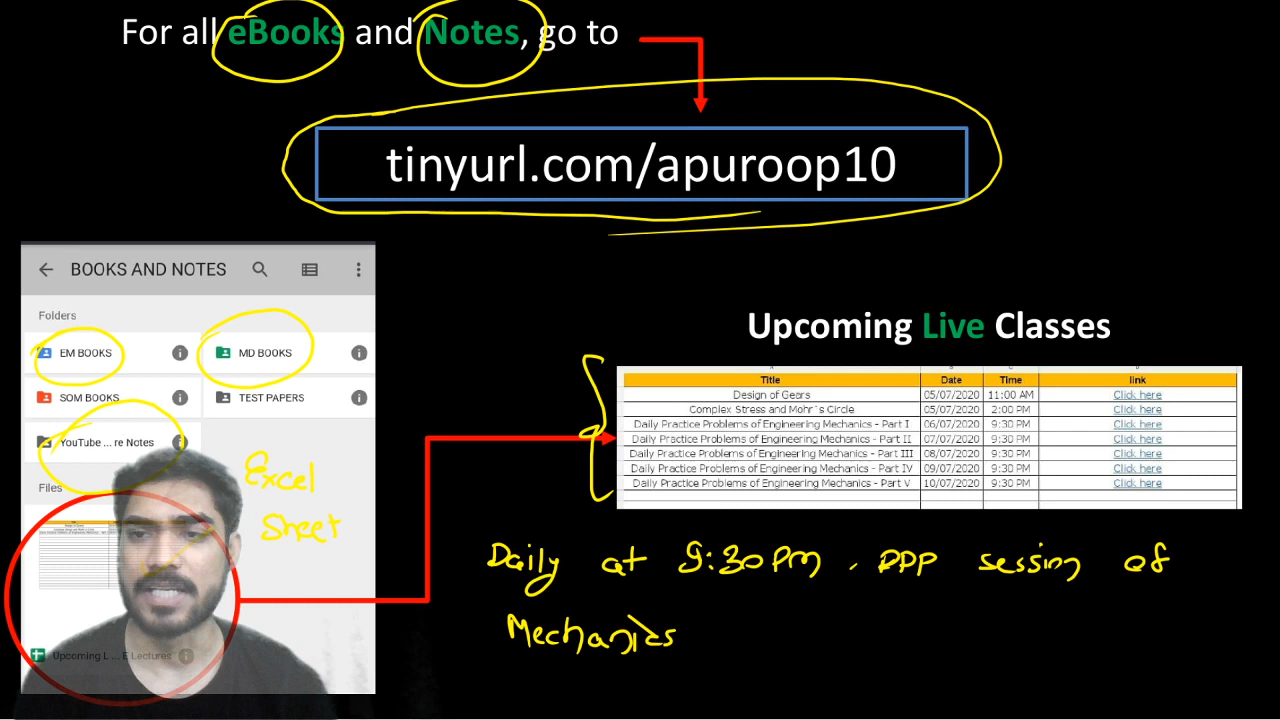 For all eBooks and Notes, go to
tinyurl.com/apuroop10
BOOKS AND NOTES
Folders
EM BOOKS
MD BOOKS
SOM BOOKS
TEST PAPERS
YouTube ... re Notes
Files
Excel
Sheet
Upcoming L ... E Lectures
Upcoming Live Classes
Title Date Time link
Design of Gears 05/07/2020 11:00 AM Click here
Complex Stress and Mohr`s Circle 05/07/2020 2:00 PM Click here
Daily Practice Problems of Engineering Mechanics - Part I 06/07/2020 9:30 PM Click here
Daily Practice Problems of Engineering Mechanics - Part II 07/07/2020 9:30 PM Click here
Daily Practice Problems of Engineering Mechanics - Part III 08/07/2020 9:30 PM Click here
Daily Practice Problems of Engineering Mechanics - Part IV 09/07/2020 9:30 PM Click here
Daily Practice Problems of Engineering Mechanics - Part V 10/07/2020 9:30 PM Click here
Daily at 9:30 PM, DPP session of
Mechanics